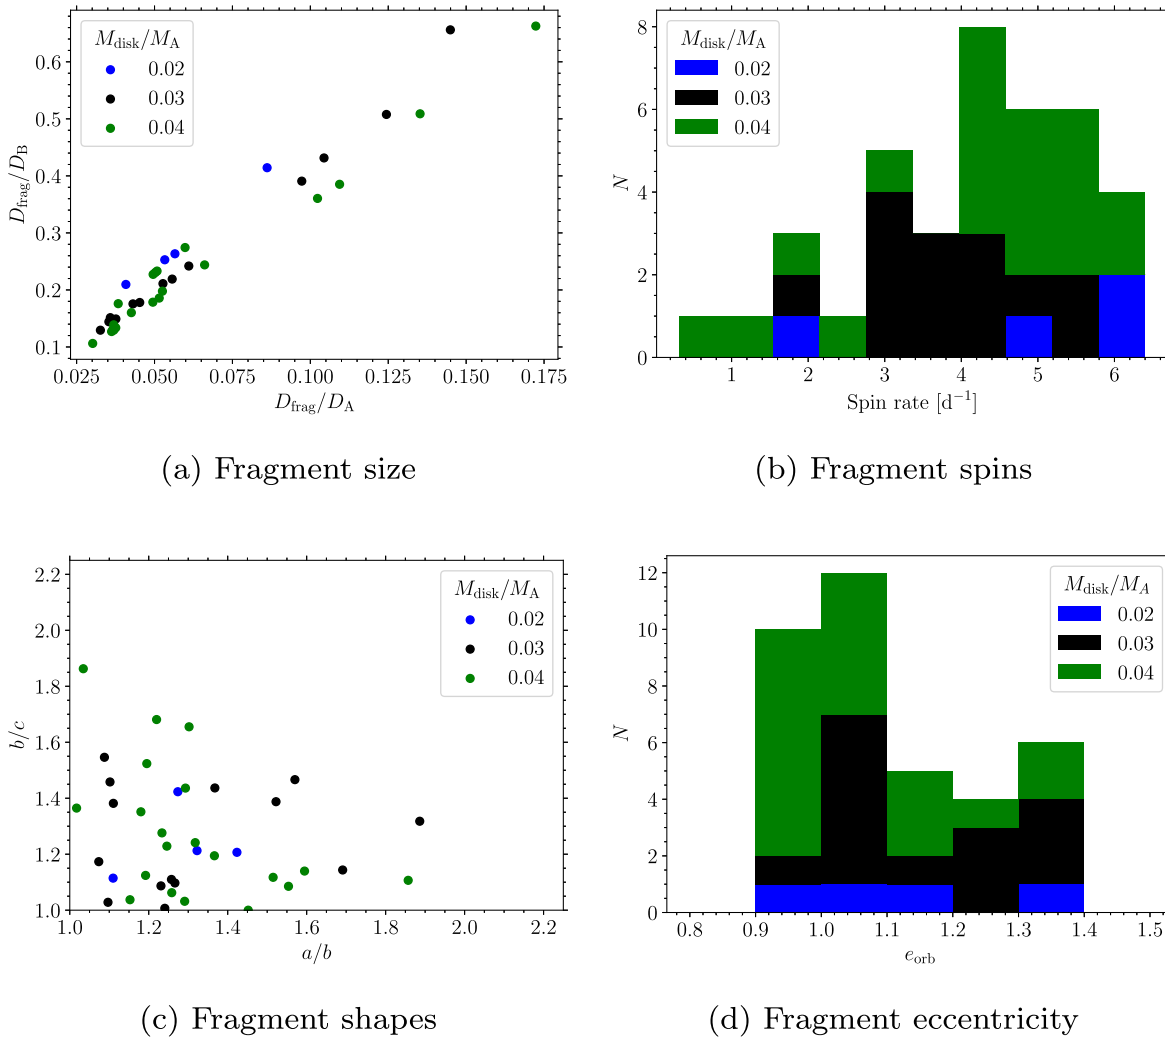 M_disk/M_A
0.02
0.03
0.04
0.6
0.5
0.4
0.3
0.2
0.1
D_frag/D_B
0.025 0.050 0.075 0.100 0.125 0.150 0.175
D_frag/D_A
(a) Fragment size
M_disk/M_A
0.02
0.03
0.04
8
6
4
2
0
N
1 2 3 4 5 6
Spin rate [d⁻¹]
(b) Fragment spins
M_disk/M_A
0.02
0.03
0.04
2.2
2.0
1.8
1.6
1.4
1.2
1.0
b/c
1.0 1.2 1.4 1.6 1.8 2.0 2.2
a/b
(c) Fragment shapes
M_disk/M_A
0.02
0.03
0.04
12
10
8
6
4
2
0
N
0.8 0.9 1.0 1.1 1.2 1.3 1.4 1.5
e_orb
(d) Fragment eccentricity